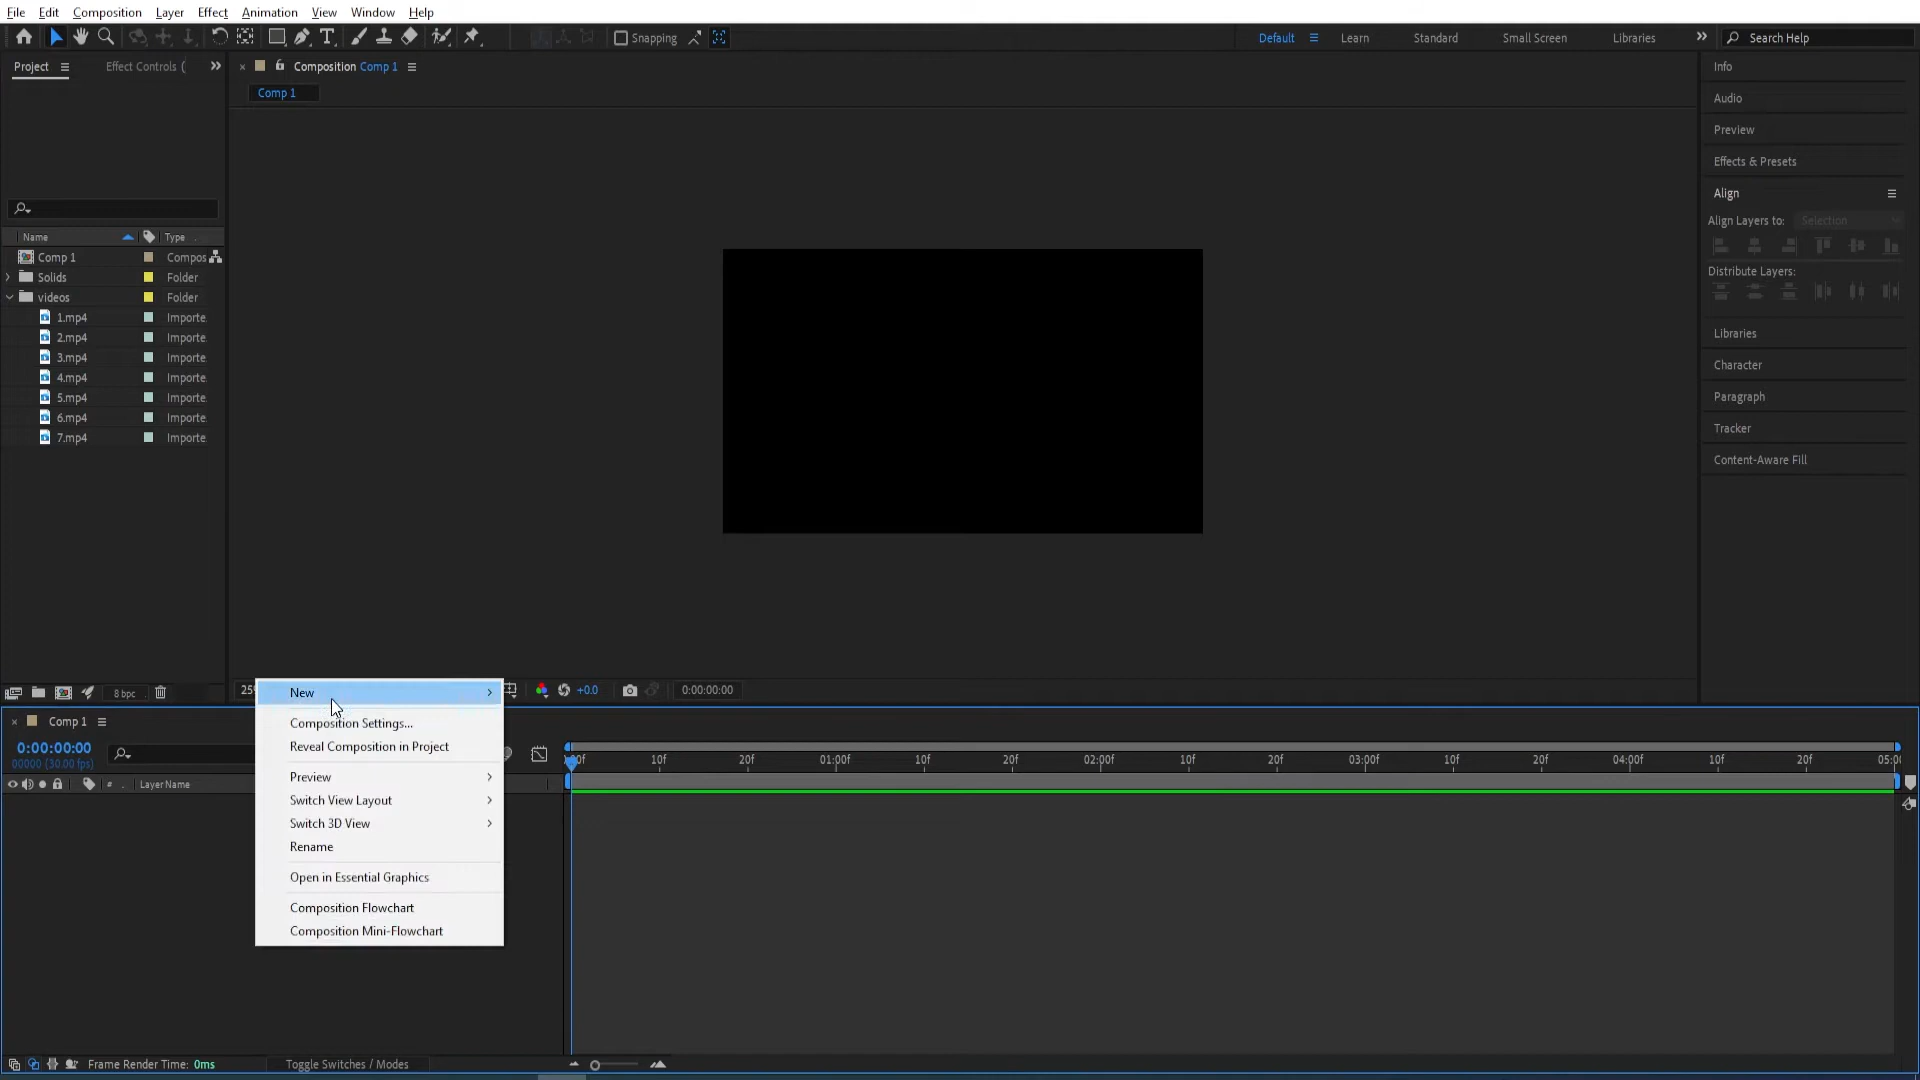 File Edit Composition Layer Effect Animation View Window Help
Snapping Default Learn Standard Small Screen Libraries Search Help
Project Effect Controls (
Composition Comp 1
Comp 1
Name Type
Comp 1 Compos
Solids Folder
videos Folder
1.mp4 Importe
2.mp4 Importe
3.mp4 Importe
4.mp4 Importe
5.mp4 Importe
6.mp4 Importe
7.mp4 Importe
8 bpc
Info
Audio
Preview
Effects & Presets
Align
Align Layers to: Selection
Distribute Layers:
Libraries
Character
Paragraph
Tracker
Content-Aware Fill
+0.0 0:00:00:00
New
Composition Settings...
Reveal Composition in Project
Preview
Switch View Layout
Switch 3D View
Rename
Open in Essential Graphics
Composition Flowchart
Composition Mini-Flowchart
Comp 1
0:00:00:00
00000 (30.00 fps)
# . Layer Name
10f 20f 01:00f 10f 20f 02:00f 10f 20f 03:00f 10f 20f 04:00f 10f 20f
Frame Render Time: 0ms Toggle Switches / Modes